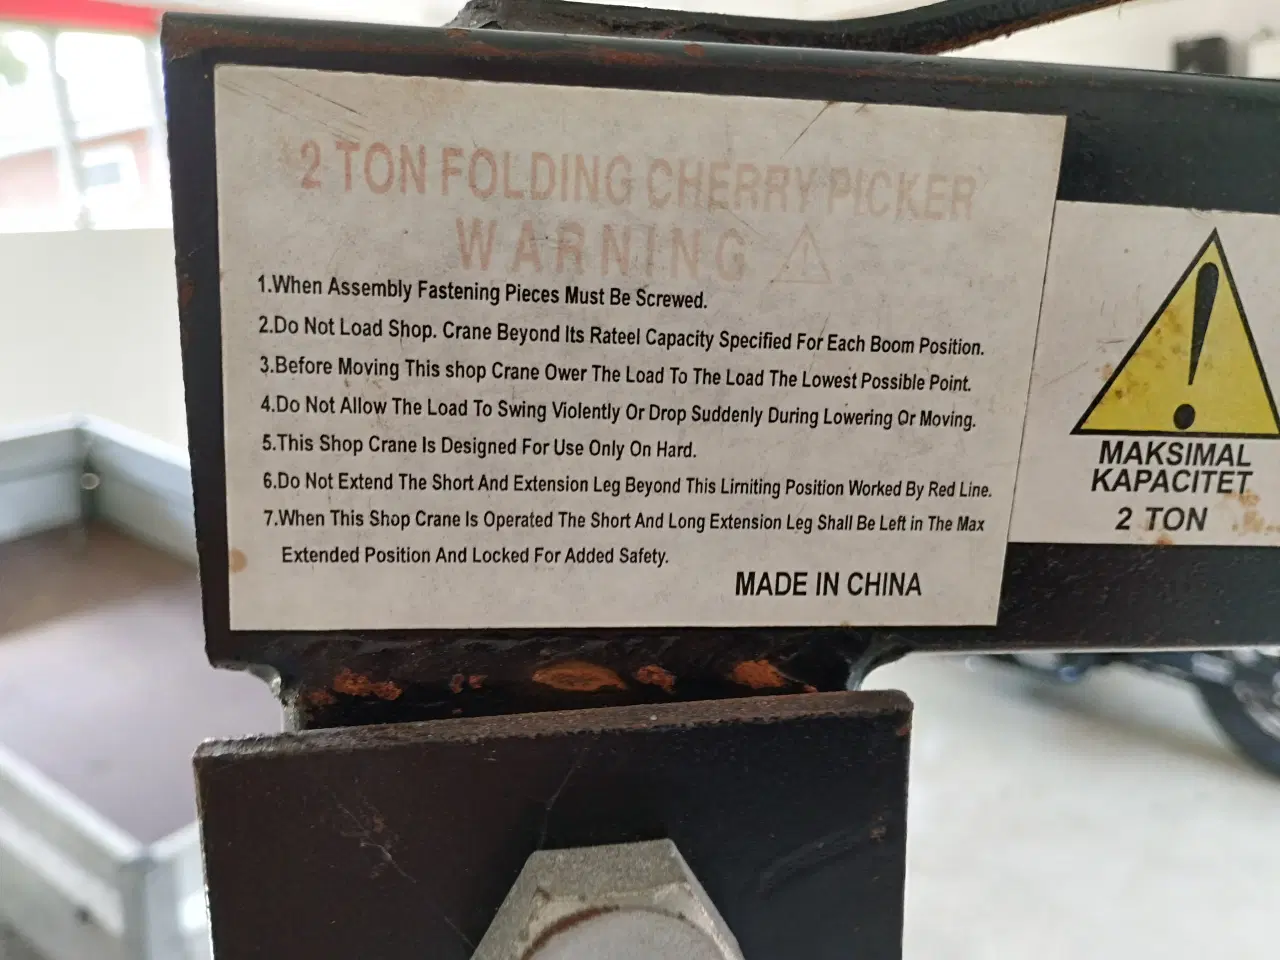 2 TON FOLDING CHERRY PICKER
WARNING
1.When Assembly Fastening Pieces Must Be Screwed.
2.Do Not Load Shop. Crane Beyond Its Rateel Capacity Specified For Each Boom Position.
3.Before Moving This shop Crane Ower The Load To The Load The Lowest Possible Point.
4.Do Not Allow The Load To Swing Violently Or Drop Suddenly During Lowering Or Moving.
5.This Shop Crane Is Designed For Use Only On Hard.
6.Do Not Extend The Short And Extension Leg Beyond This Lirniting Position Worked By Red Line.
7.When This Shop Crane Is Operated The Short And Long Extension Leg Shall Be Left in The Max
Extended Position And Locked For Added Safety.
MADE IN CHINA
MAKSIMAL
KAPACITET
2 TON